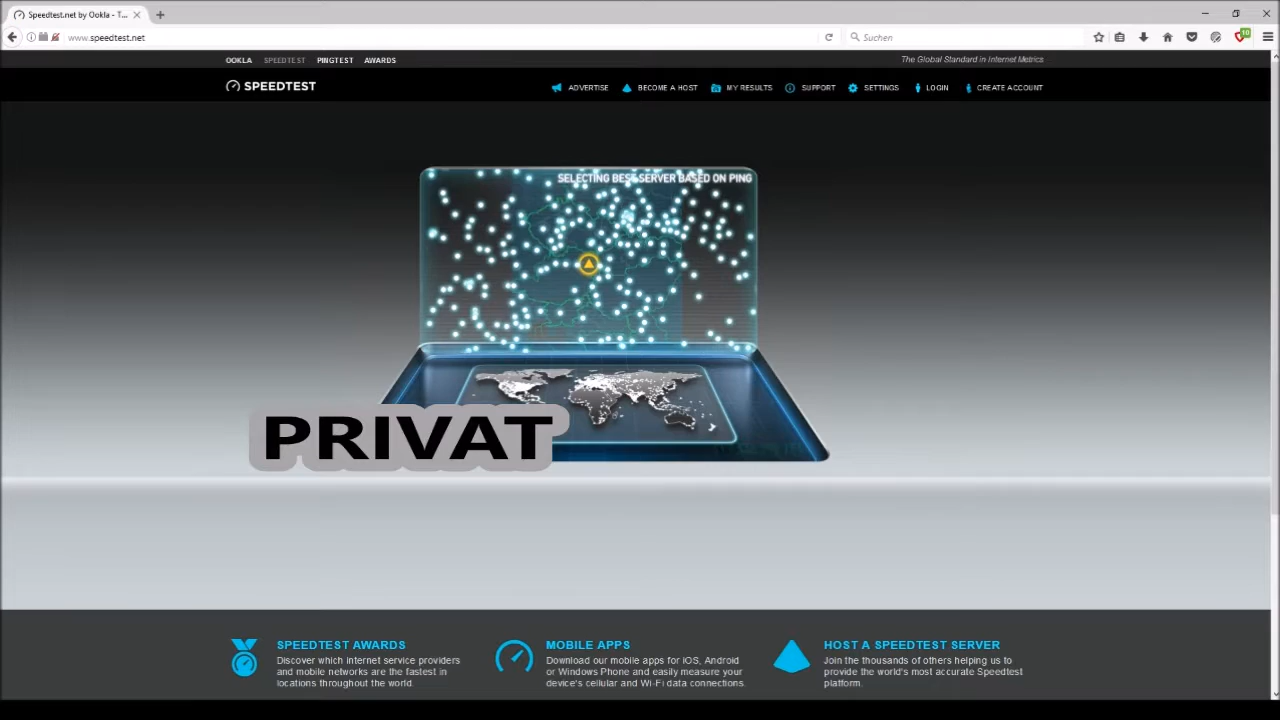 Speedtest.net by Ookla - T...
www.speedtest.net
Suchen
10
OOKLA SPEEDTEST PINGTEST AWARDS
The Global Standard in Internet Metrics
SPEEDTEST
ADVERTISE BECOME A HOST MY RESULTS SUPPORT SETTINGS LOGIN CREATE ACCOUNT
SELECTING BEST SERVER BASED ON PING
PRIVAT
SPEEDTEST AWARDS
Discover which internet service providers
and mobile networks are the fastest in
locations throughout the world.
MOBILE APPS
Download our mobile apps for iOS, Android
or Windows Phone and easily measure your
device's cellular and Wi-Fi data connections.
HOST A SPEEDTEST SERVER
Join the thousands of others helping us to
provide the world's most accurate Speedtest
platform.